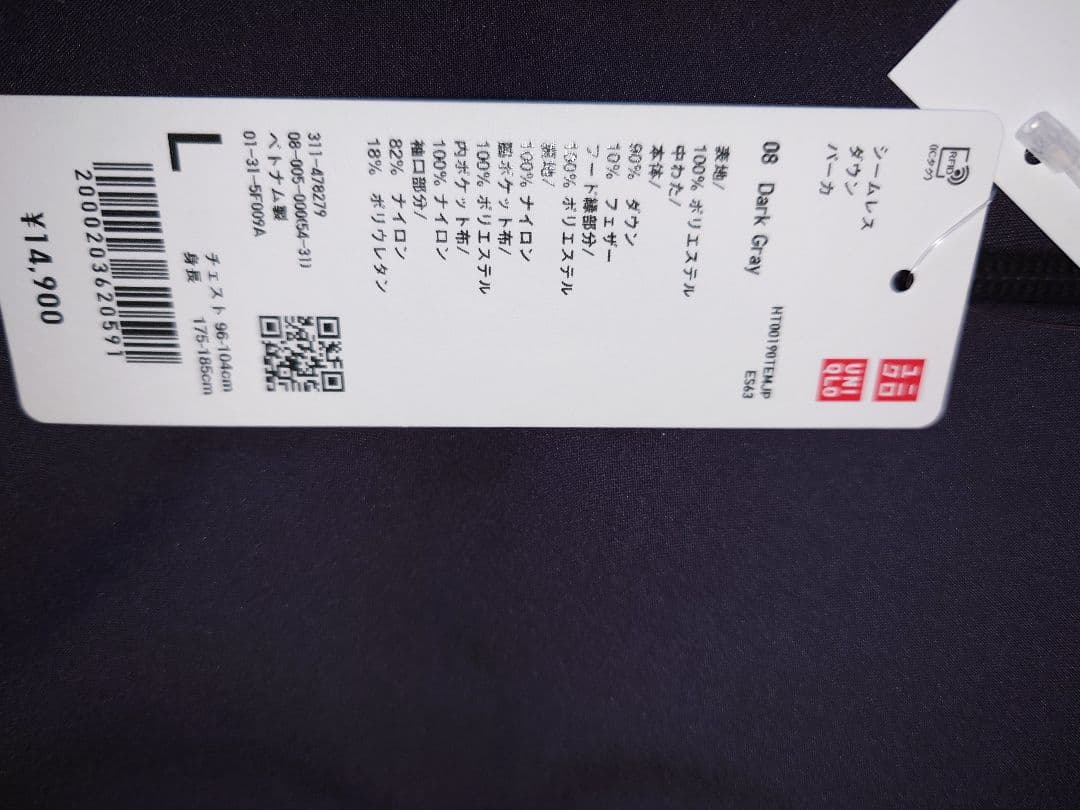 RFID
(ICタグ)
シームレス
ダウン
パーカ
ユニ
クロ
UNI
QLO
08 Dark Gray
NT00190TEMJP
ES63
表地/
100% ポリエステル
中わた/
本体/
90% ダウン
10% フェザー
フード縁部分/
100% ポリエステル
裏地/
100% ナイロン
脇ポケット布/
100% ポリエステル
内ポケット布/
100% ナイロン
袖口部分/
82% ナイロン
18% ポリウレタン
311-478279
08-005-000(54-31)
ベトナム製
01-31-5F009A
L
チェスト 96-104cm
身長 175-185cm
2000203620591
¥14,900